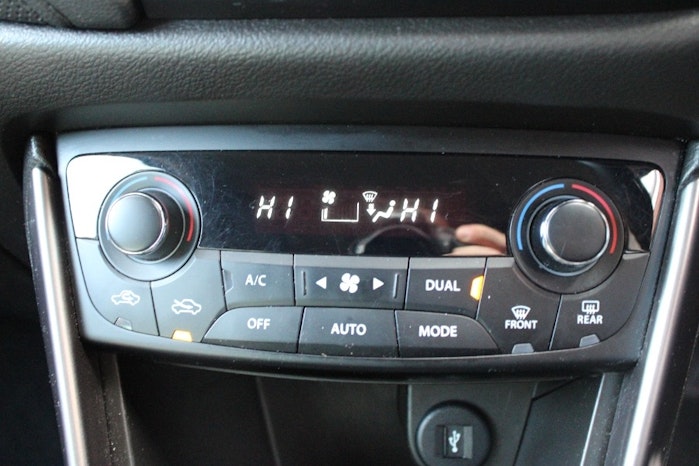 HI HI
A/C DUAL
OFF AUTO MODE FRONT REAR